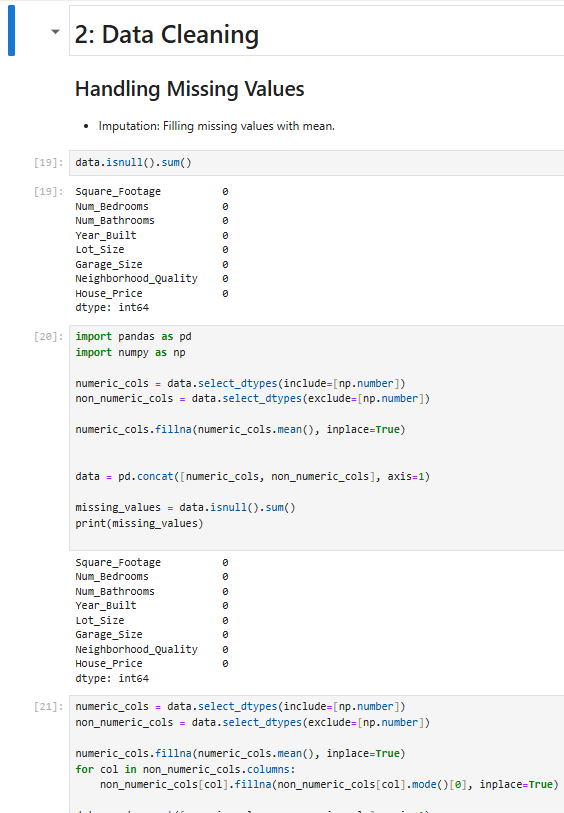 2: Data Cleaning
Handling Missing Values
• Imputation: Filling missing values with mean.
[19]: data.isnull().sum()
[19]: Square_Footage 0
Num_Bedrooms 0
Num_Bathrooms 0
Year_Built 0
Lot_Size 0
Garage_Size 0
Neighborhood_Quality 0
House_Price 0
dtype: int64
[20]: import pandas as pd
import numpy as np
numeric_cols = data.select_dtypes(include=[np.number])
non_numeric_cols = data.select_dtypes(exclude=[np.number])
numeric_cols.fillna(numeric_cols.mean(), inplace=True)
data = pd.concat([numeric_cols, non_numeric_cols], axis=1)
missing_values = data.isnull().sum()
print(missing_values)
Square_Footage 0
Num_Bedrooms 0
Num_Bathrooms 0
Year_Built 0
Lot_Size 0
Garage_Size 0
Neighborhood_Quality 0
House_Price 0
dtype: int64
[21]: numeric_cols = data.select_dtypes(include=[np.number])
non_numeric_cols = data.select_dtypes(exclude=[np.number])
numeric_cols.fillna(numeric_cols.mean(), inplace=True)
for col in non_numeric_cols.columns:
non_numeric_cols[col].fillna(non_numeric_cols[col].mode()[0], inplace=True)